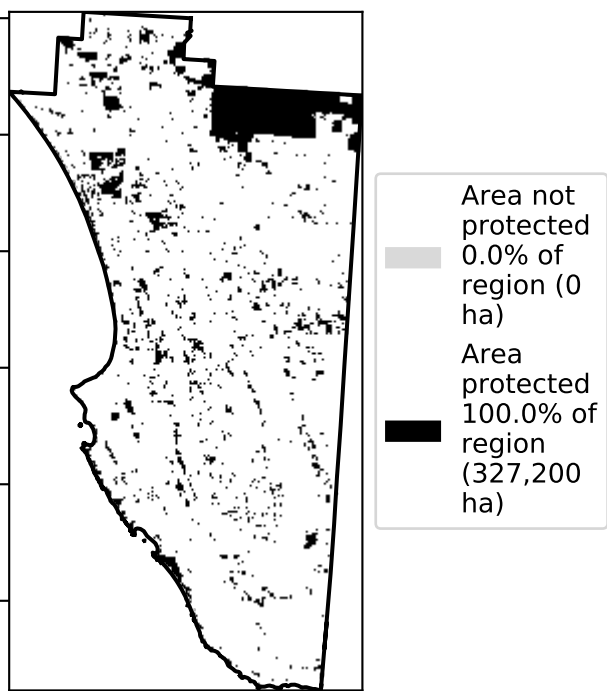 Area not
protected
0.0% of
region (0
ha)
Area
protected
100.0% of
region
(327,200
ha)